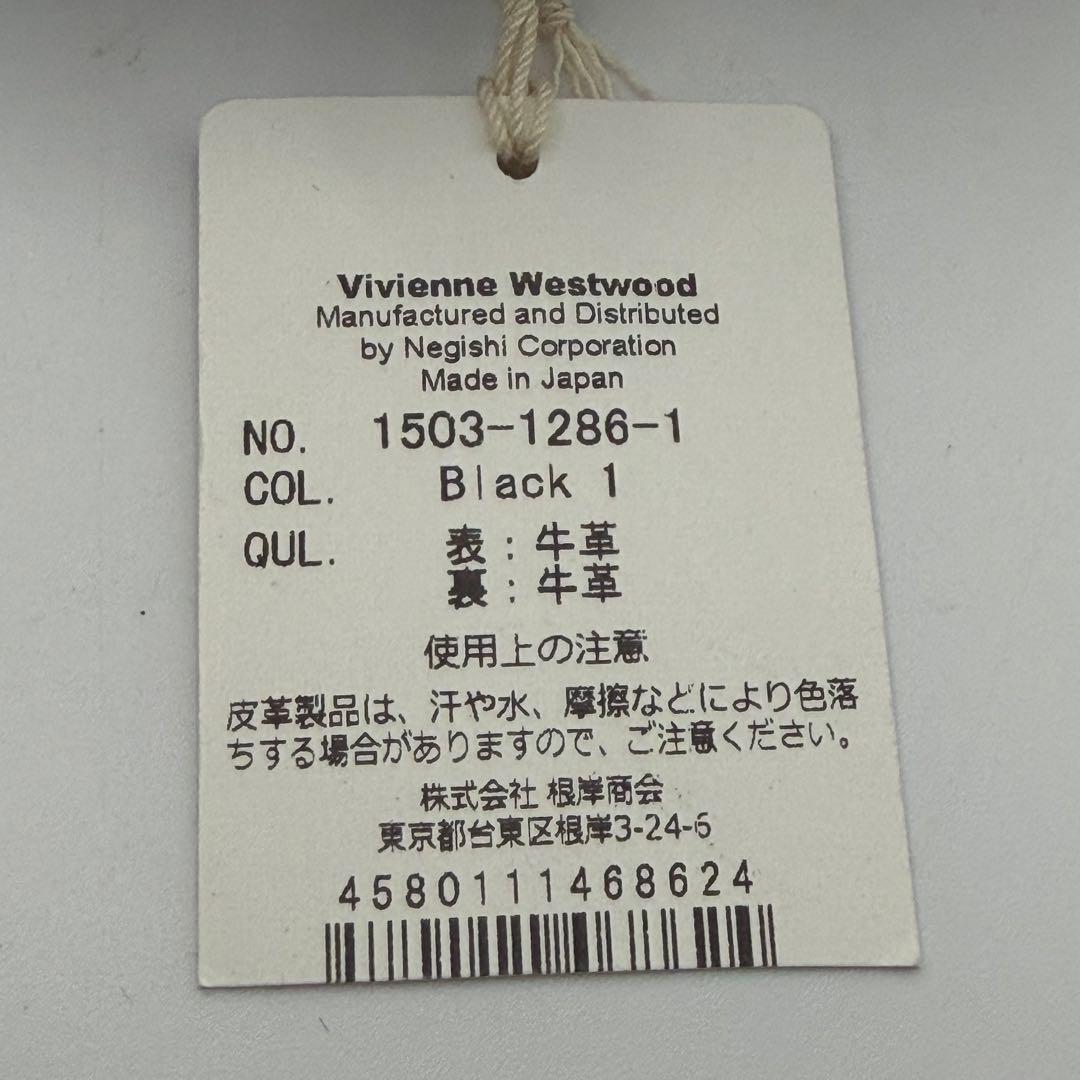 Vivienne Westwood
Manufactured and Distributed
by Negishi Corporation
Made in Japan
NO. 1503-1286-1
COL. Black 1
QUL. 表：牛革
裏：牛革
使用上の注意
皮革製品は、汗や水、摩擦などにより色落
ちする場合がありますので、ご注意ください。
株式会社 根岸商会
東京都台東区根岸3-24-6
4580111468624